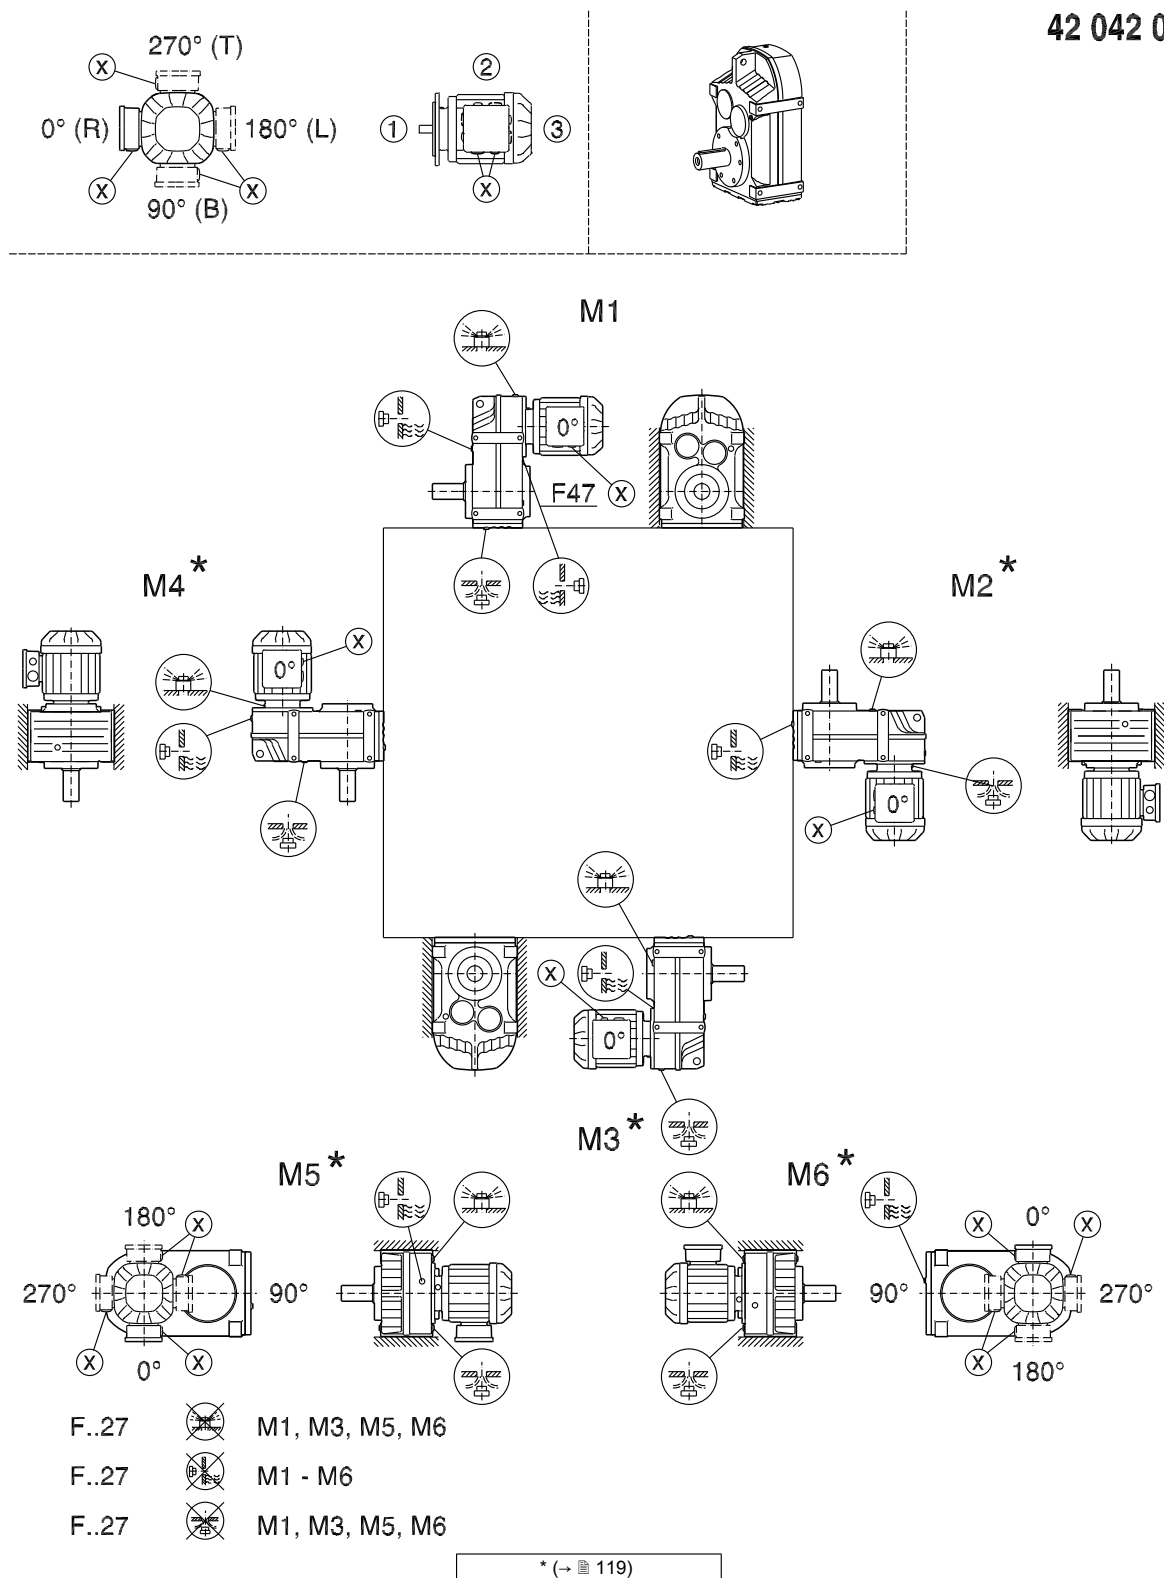 42 042 0
270° (T)
X
0° (R)
180° (L)
X
X
90° (B)
2
1
3
X
M1
0°
F47
X
M4*
M2*
X
0°
0°
X
X
0°
M3*
M5*
M6*
180°
X
270°
90°
X
0°
X
X
0°
X
90°
270°
X
180°
F..27 M1, M3, M5, M6
F..27 M1 - M6
F..27 M1, M3, M5, M6
* (→ 119)